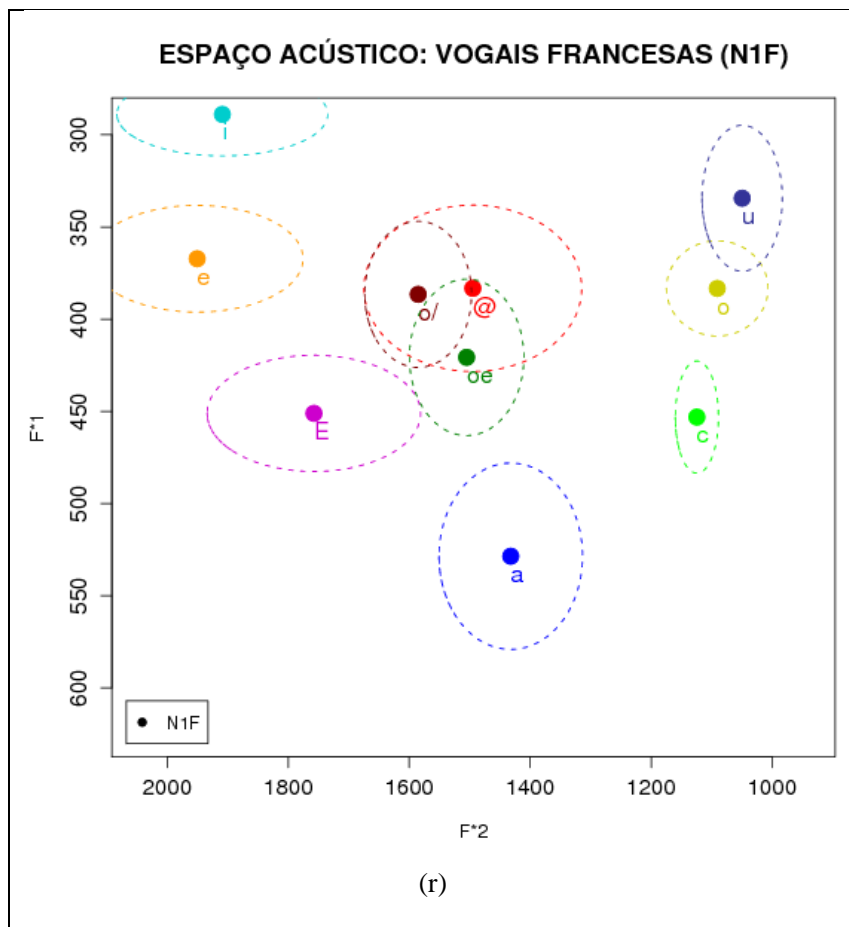 ESPAÇO ACÚSTICO: VOGAIS FRANCESAS (N1F)
i
300
u
350
e
o/
@
o
400
oe
450
E
c
F*1
500
a
550
600
N1F
2000 1800 1600 1400 1200 1000
F*2
(r)